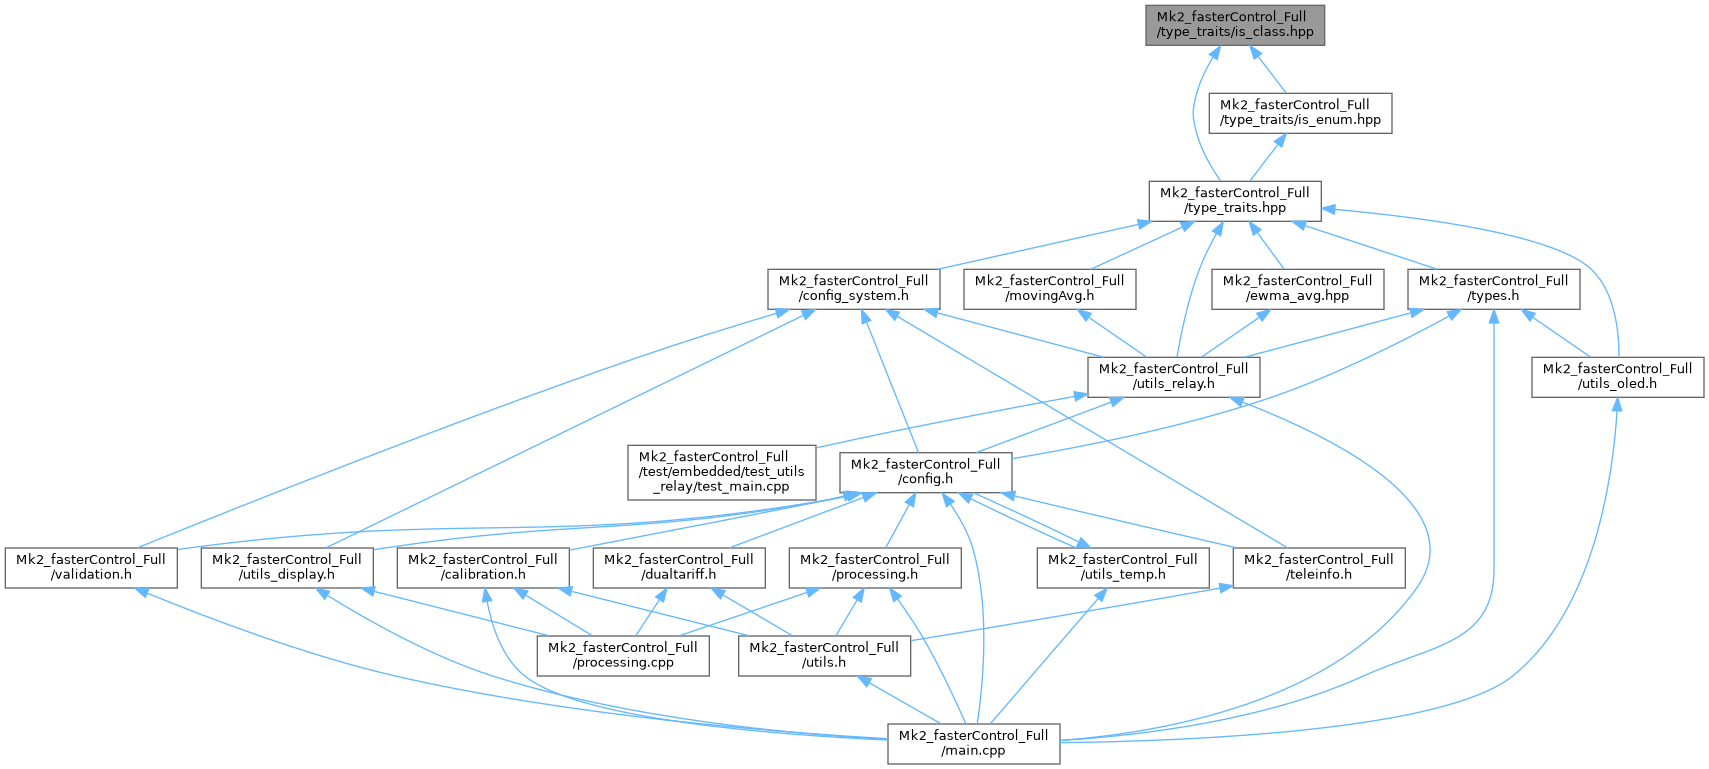 Mk2_fasterControl_Full
/type_traits/is_class.hpp
Mk2_fasterControl_Full
/type_traits/is_enum.hpp
Mk2_fasterControl_Full
/type_traits.hpp
Mk2_fasterControl_Full
/config_system.h
Mk2_fasterControl_Full
/movingAvg.h
Mk2_fasterControl_Full
/ewma_avg.hpp
Mk2_fasterControl_Full
/types.h
Mk2_fasterControl_Full
/utils_relay.h
Mk2_fasterControl_Full
/utils_oled.h
Mk2_fasterControl_Full
/test/embedded/test_utils
_relay/test_main.cpp
Mk2_fasterControl_Full
/config.h
Mk2_fasterControl_Full
/validation.h
Mk2_fasterControl_Full
/utils_display.h
Mk2_fasterControl_Full
/calibration.h
Mk2_fasterControl_Full
/dualtariff.h
Mk2_fasterControl_Full
/processing.h
Mk2_fasterControl_Full
/utils_temp.h
Mk2_fasterControl_Full
/teleinfo.h
Mk2_fasterControl_Full
/processing.cpp
Mk2_fasterControl_Full
/utils.h
Mk2_fasterControl_Full
/main.cpp